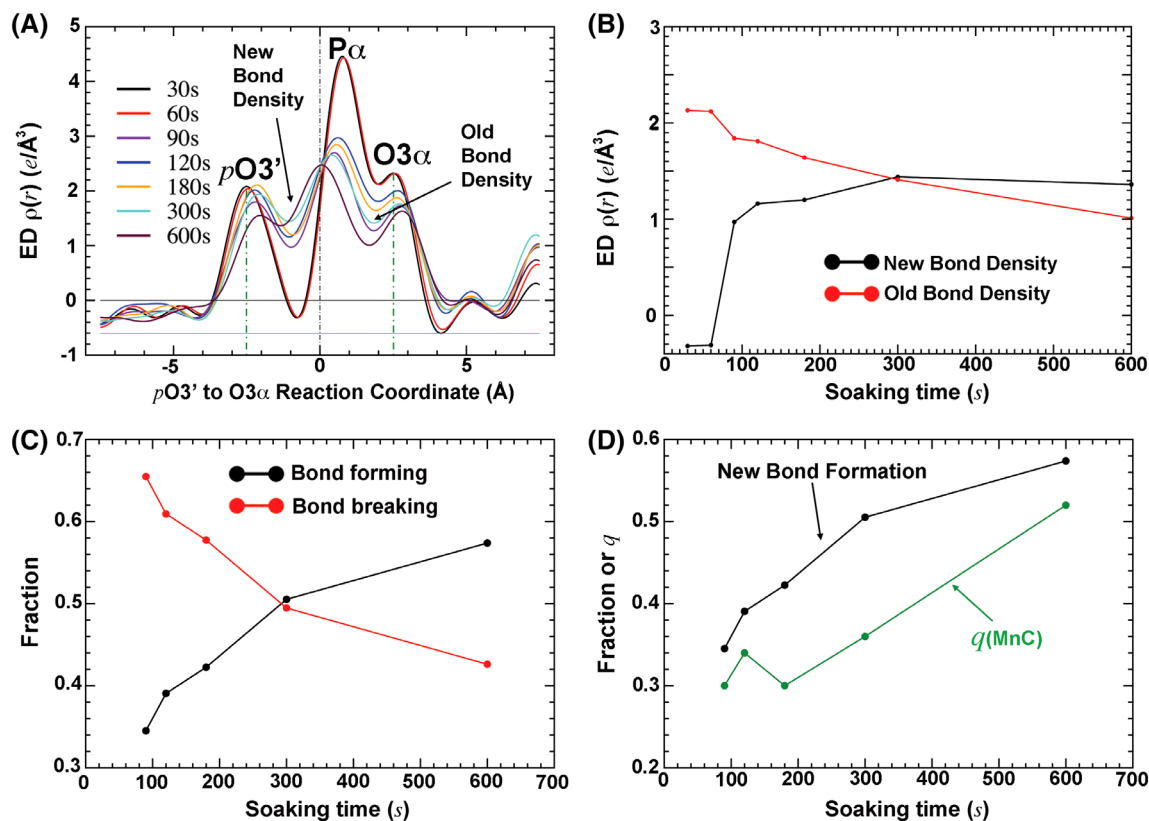 (A)
ED ρ(r) (e/Å³)
5
4
3
2
1
0
-1
-5
0
5
pO3' to O3α Reaction Coordinate (Å)
30s
60s
90s
120s
180s
300s
600s
New
Bond
Density
Pα
pO3'
O3α
Old
Bond
Density
(B)
ED ρ(r) (e/Å³)
3
2
1
0
0 100 200 300 400 500 600
Soaking time (s)
New Bond Density
Old Bond Density
(C)
Fraction
0.7
0.6
0.5
0.4
0.3
0 100 200 300 400 500 600 700
Soaking time (s)
Bond forming
Bond breaking
(D)
Fraction or q
0.6
0.5
0.4
0.3
0.2
0 100 200 300 400 500 600 700
Soaking time (s)
New Bond Formation
q(MnC)